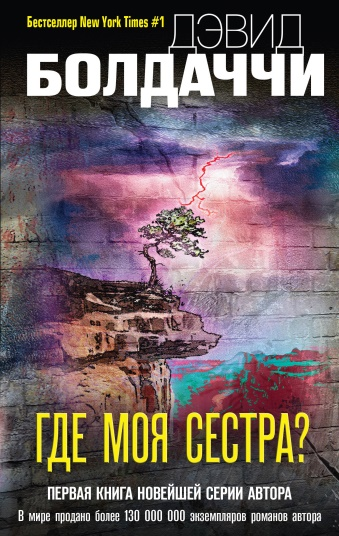 Бестселлер New York Times #1
ДЭВИД
БОЛДАЧЧИ
ГДЕ МОЯ СЕСТРА?
ПЕРВАЯ КНИГА НОВЕЙШЕЙ СЕРИИ АВТОРА
В мире продано более 130 000 000 экземпляров романов автора